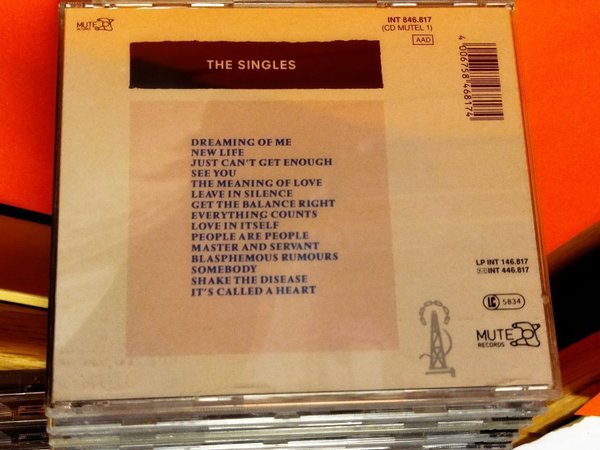 MUTE
INT 846.817
(CD MUTEL 1)
AAD
4 006758 468174
THE SINGLES
DREAMING OF ME
NEW LIFE
JUST CAN'T GET ENOUGH
SEE YOU
THE MEANING OF LOVE
LEAVE IN SILENCE
GET THE BALANCE RIGHT
EVERYTHING COUNTS
LOVE IN ITSELF
PEOPLE ARE PEOPLE
MASTER AND SERVANT
BLASPHEMOUS RUMOURS
SOMEBODY
SHAKE THE DISEASE
IT'S CALLED A HEART
LP INT 146.817
INT 446.817
LC 5834
MUTE
RECORDS